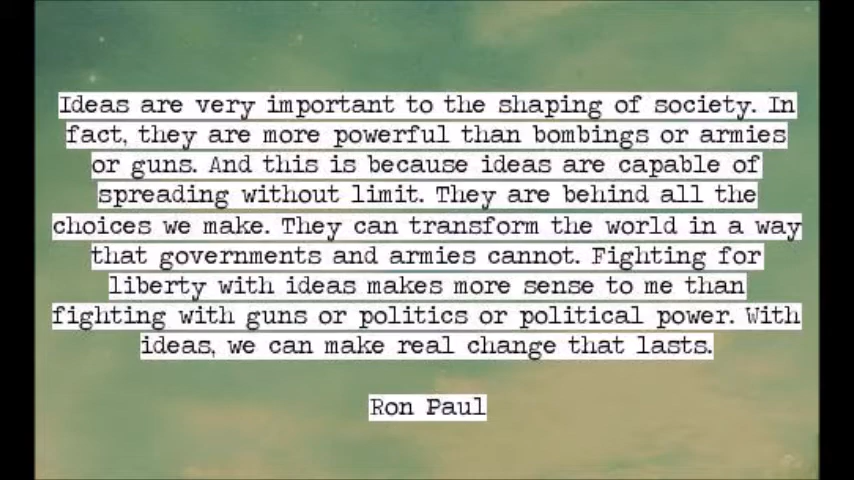 Ideas are very important to the shaping of society. In
fact, they are more powerful than bombings or armies
or guns. And this is because ideas are capable of
spreading without limit. They are behind all the
choices we make. They can transform the world in a way
that governments and armies cannot. Fighting for
liberty with ideas makes more sense to me than
fighting with guns or politics or political power. With
ideas, we can make real change that lasts.
Ron Paul